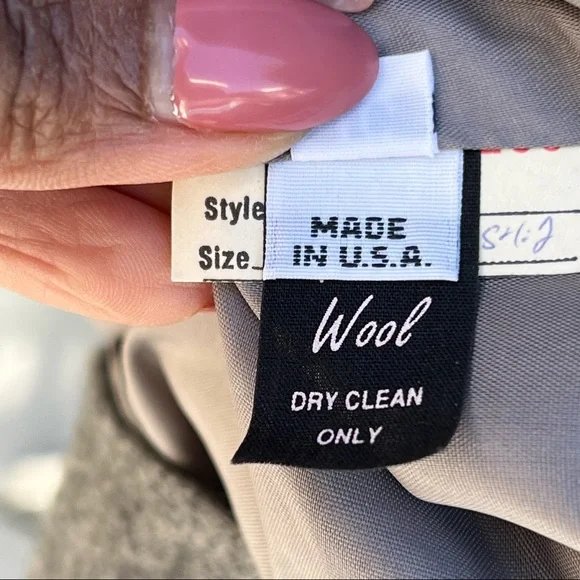 Style
Size
MADE
IN U.S.A.
Wool
DRY CLEAN
ONLY